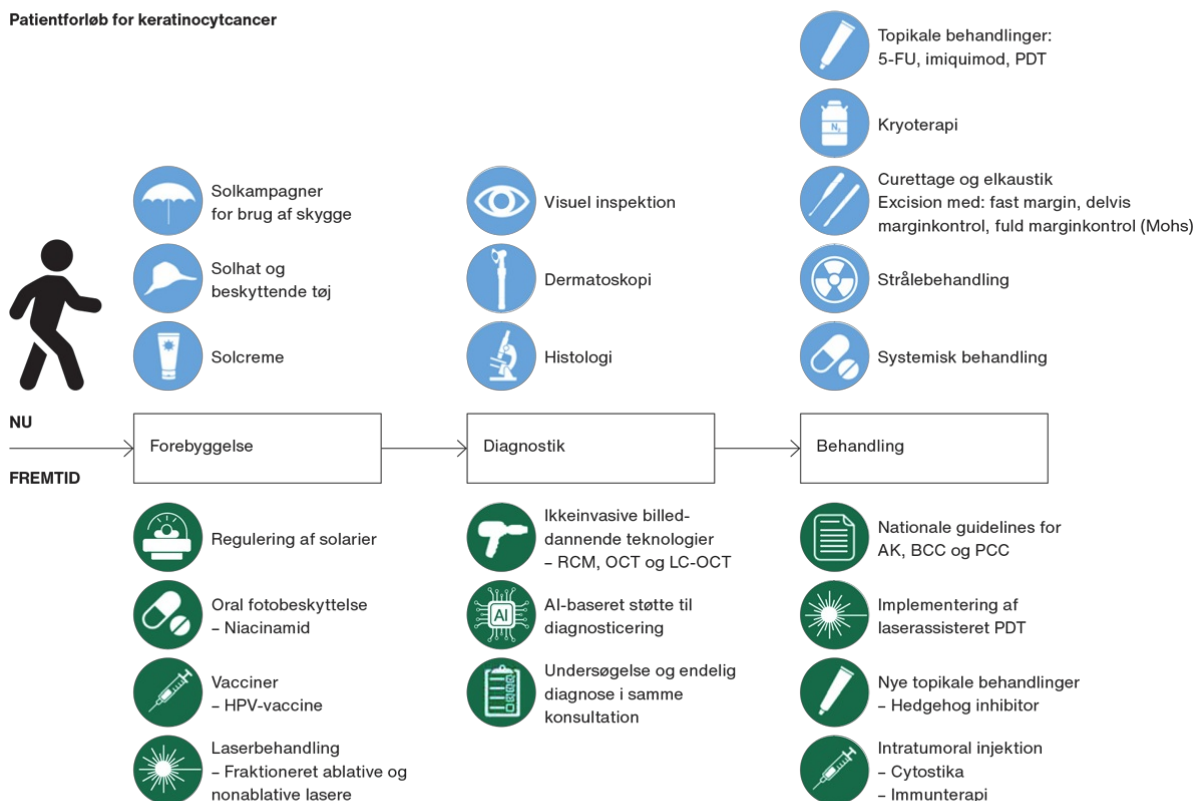 Patientforløb for keratinocytcancer
Solkampagner
for brug af skygge
Solhat og
beskyttende tøj
Solcreme
Visuel inspektion
Dermatoskopi
Histologi
Topikale behandlinger:
5-FU, imiquimod, PDT
N₂
Kryoterapi
Curettage og elkaustik
Excision med: fast margin, delvis
marginkontrol, fuld marginkontrol (Mohs)
Strålebehandling
Systemisk behandling
NU
FREMTID
Forebyggelse
Diagnostik
Behandling
Regulering af solarier
Oral fotobeskyttelse
– Niacinamid
Vacciner
– HPV-vaccine
Laserbehandling
– Fraktioneret ablative og
nonablative lasere
Ikkeinvasive billed-
dannende teknologier
– RCM, OCT og LC-OCT
AI
AI-baseret støtte til
diagnosticering
Undersøgelse og endelig
diagnose i samme
konsultation
Nationale guidelines for
AK, BCC og PCC
Implementering af
laserassisteret PDT
Nye topikale behandlinger
– Hedgehog inhibitor
Intratumoral injektion
– Cytostika
– Immunterapi